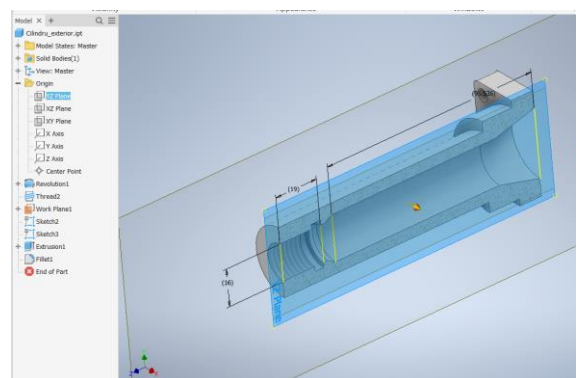 Model
Cilindru_exterior.ipt
Model States: Master
Solid Bodies(1)
View: Master
Origin
YZ Plane
XZ Plane
XY Plane
X Axis
Y Axis
Z Axis
Center Point
Revolution1
Thread2
Work Plane1
Sketch2
Sketch3
Extrusion1
Fillet1
End of Part
(19)
(16)
Plane
Z
X